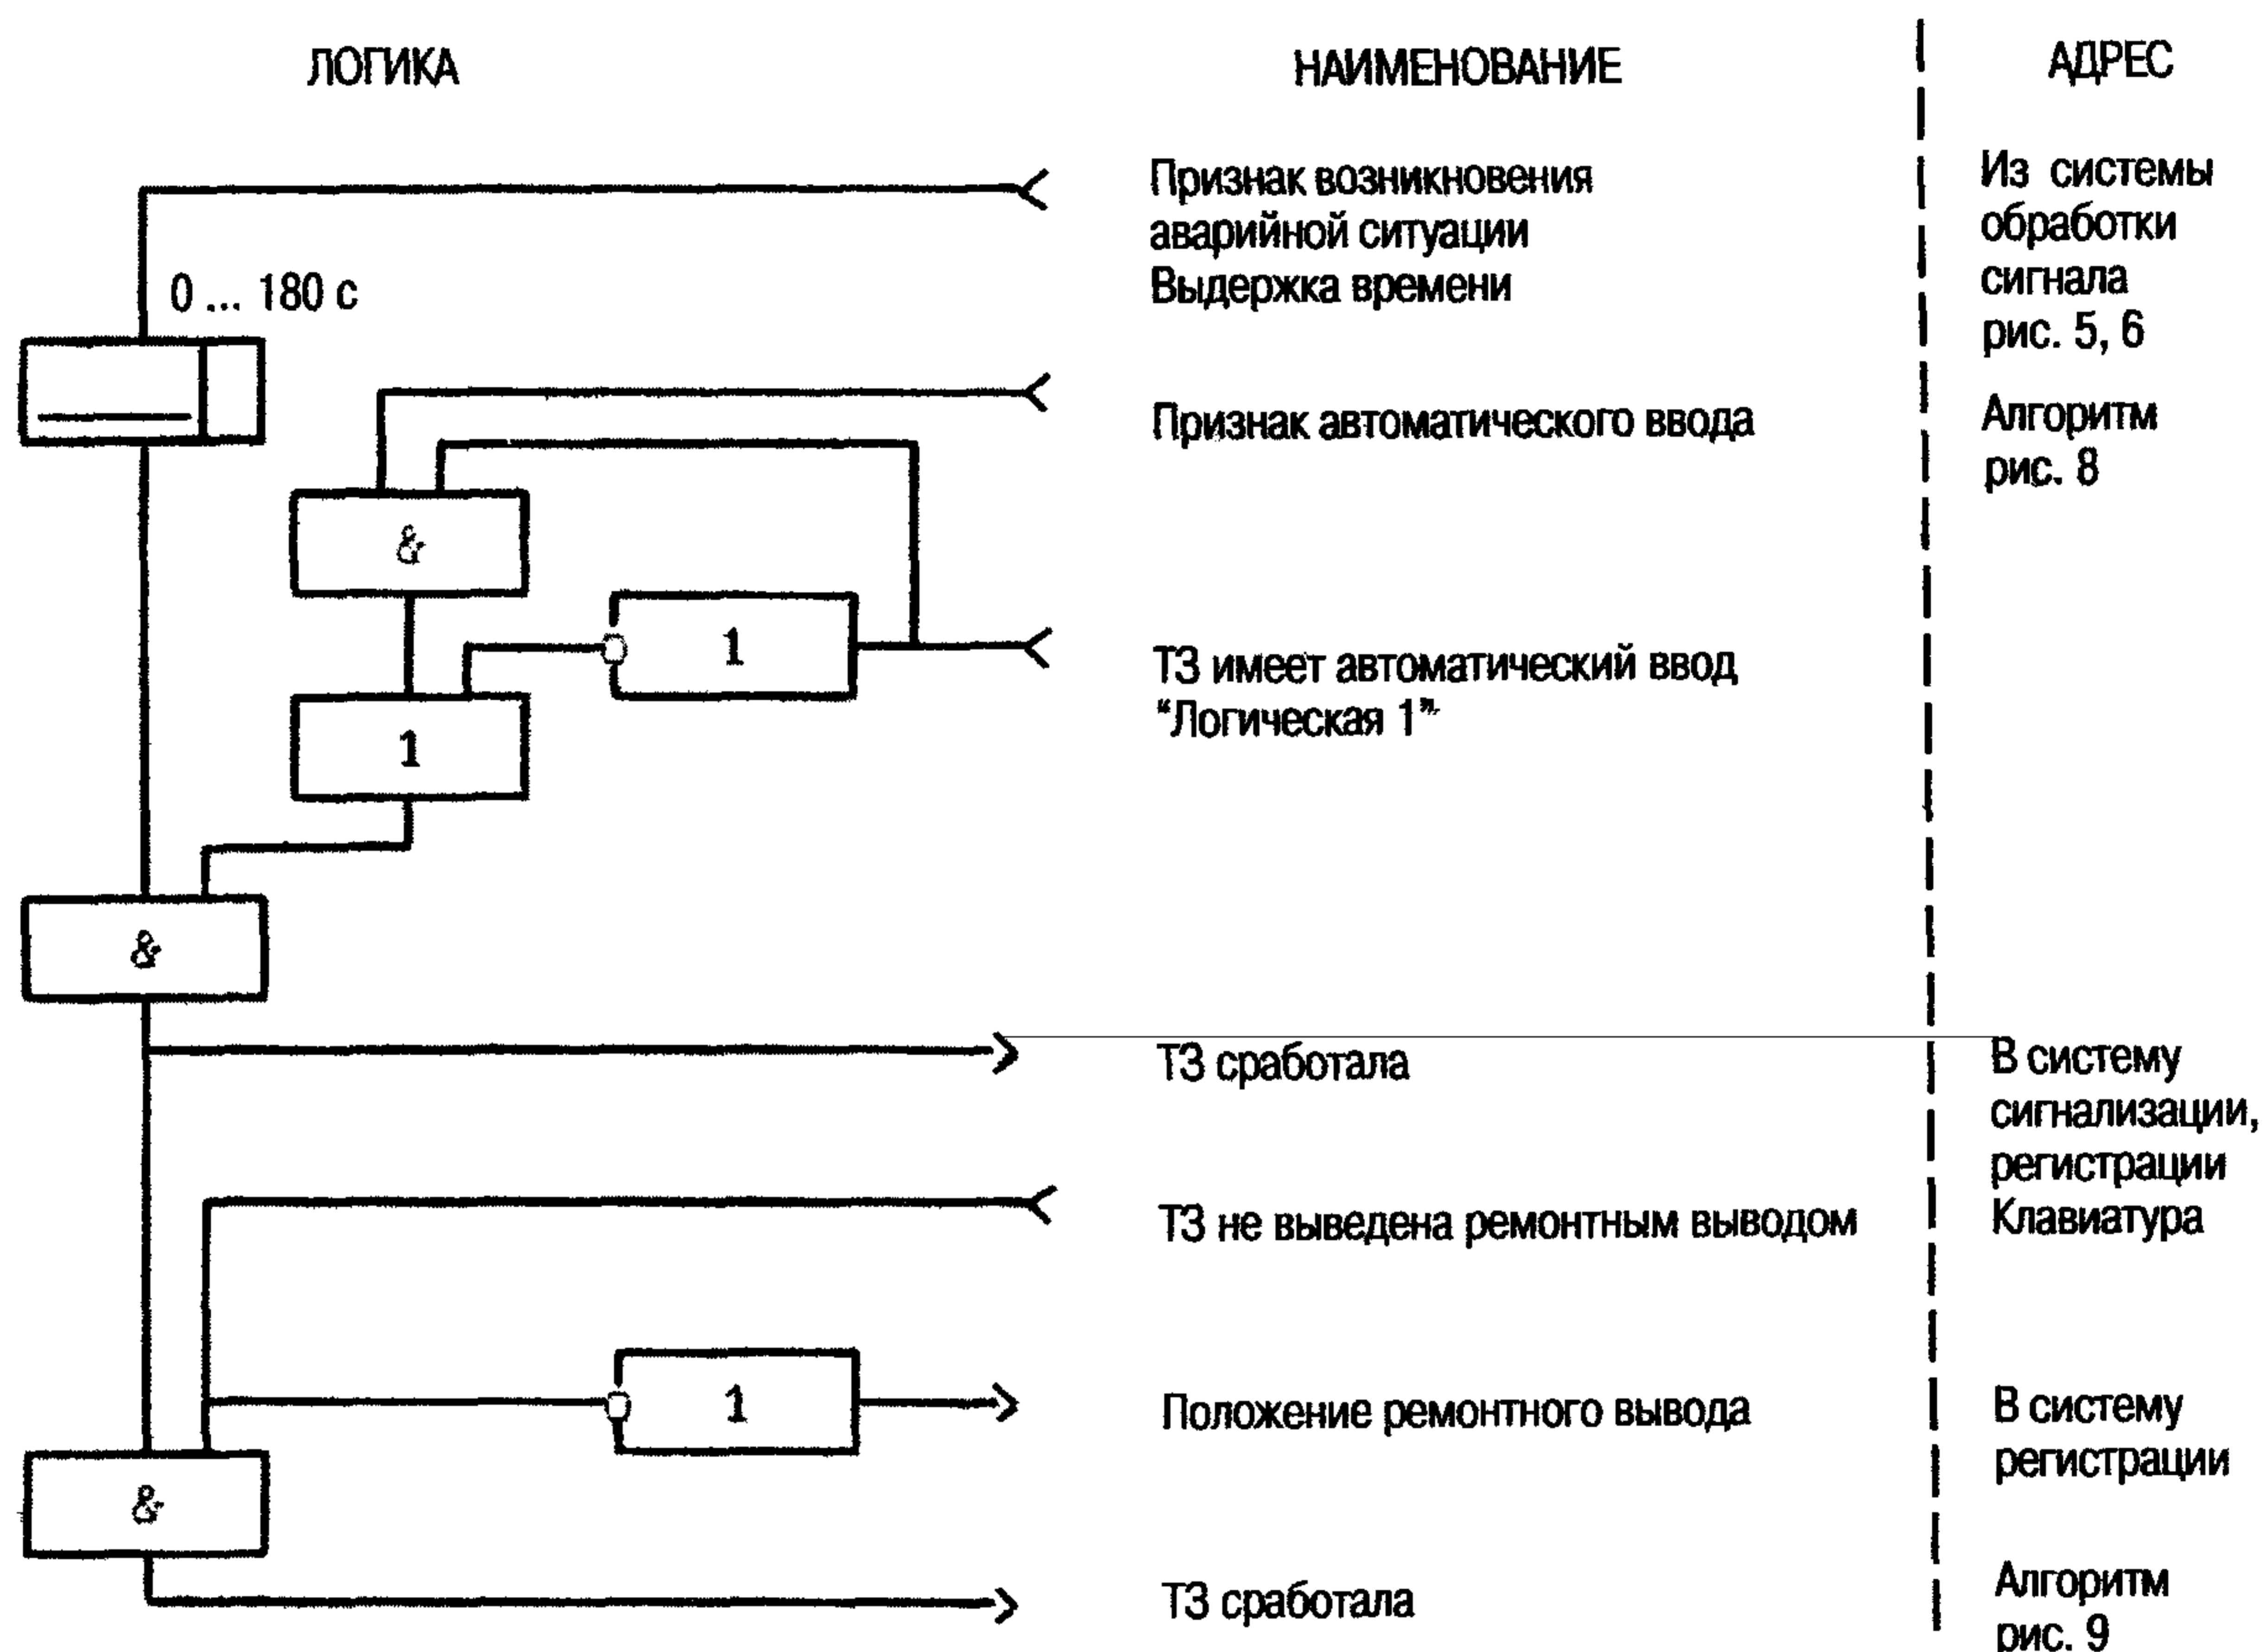 ЛОГИКА
НАИМЕНОВАНИЕ
АДРЕС
Признак возникновения
аварийной ситуации
Выдержка времени
Из системы
обработки
сигнала
рис. 5, 6
0 ... 180 с
Признак автоматического ввода
Алгоритм
рис. 8
&
1
ТЗ имеет автоматический ввод
“Логическая 1”
1
&
ТЗ сработала
В систему
сигнализации,
регистрации
ТЗ не выведена ремонтным выводом
Клавиатура
1
Положение ремонтного вывода
В систему
регистрации
&
ТЗ сработала
Алгоритм
рис. 9